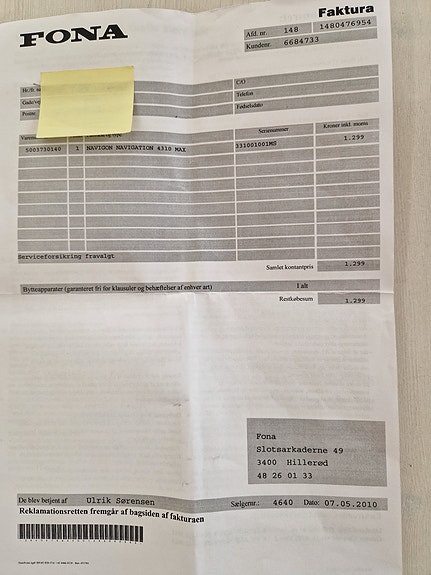 FONA
Faktura
Afd. nr. 148 1480476954
Kundenr. 6684733
C/O
Telefon
Fødselsdato
Postnr.
Serienummer
Kroner inkl. moms
S003730140 1 NAVIGON NAVIGATION 4310 MAX 331001001MS 1.299
Serviceforsikring fravalgt
Samlet kontantpris 1.299
Bytteapparater (garanteret fri for klausuler og behæftelser af enhver art) I alt
Restkøbesum 1.299
Fona
Slotsarkaderne 49
3400 Hillerød
48 26 01 33
De blev betjent af Ulrik Sørensen Sælgernr.: 4640 Dato: 07.05.2010
Reklamationsretten fremgår af bagsiden af fakturaen